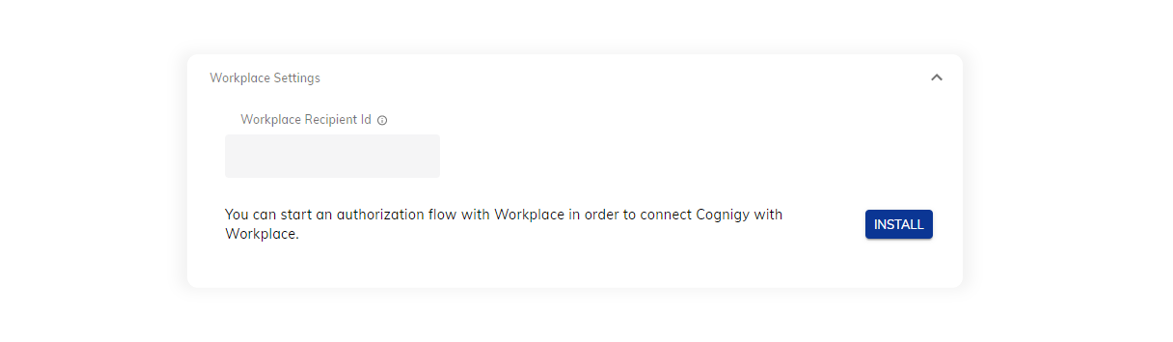 Workplace Settings
Workplace Recipient Id
You can start an authorization flow with Workplace in order to connect Cognigy with
Workplace.
INSTALL